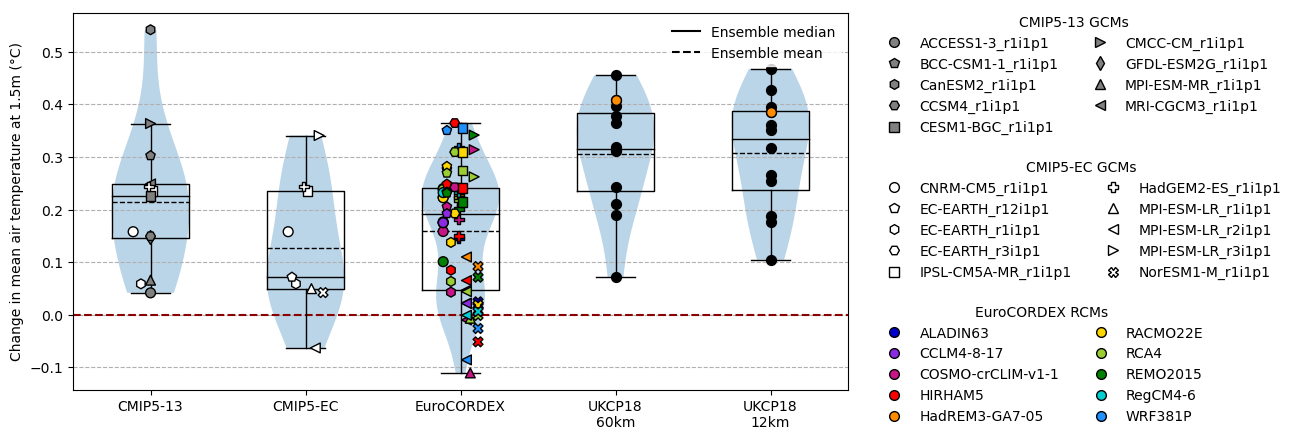 Change in mean air temperature at 1.5m (°C)
0.5
0.4
0.3
0.2
0.1
0.0
−0.1
CMIP5-13
CMIP5-EC
EuroCORDEX
UKCP18
60km
UKCP18
12km
Ensemble median
Ensemble mean
CMIP5-13 GCMs
ACCESS1-3_r1i1p1
BCC-CSM1-1_r1i1p1
CanESM2_r1i1p1
CCSM4_r1i1p1
CESM1-BGC_r1i1p1
CMCC-CM_r1i1p1
GFDL-ESM2G_r1i1p1
MPI-ESM-MR_r1i1p1
MRI-CGCM3_r1i1p1
CMIP5-EC GCMs
CNRM-CM5_r1i1p1
EC-EARTH_r12i1p1
EC-EARTH_r1i1p1
EC-EARTH_r3i1p1
IPSL-CM5A-MR_r1i1p1
HadGEM2-ES_r1i1p1
MPI-ESM-LR_r1i1p1
MPI-ESM-LR_r2i1p1
MPI-ESM-LR_r3i1p1
NorESM1-M_r1i1p1
EuroCORDEX RCMs
ALADIN63
CCLM4-8-17
COSMO-crCLIM-v1-1
HIRHAM5
HadREM3-GA7-05
RACMO22E
RCA4
REMO2015
RegCM4-6
WRF381P